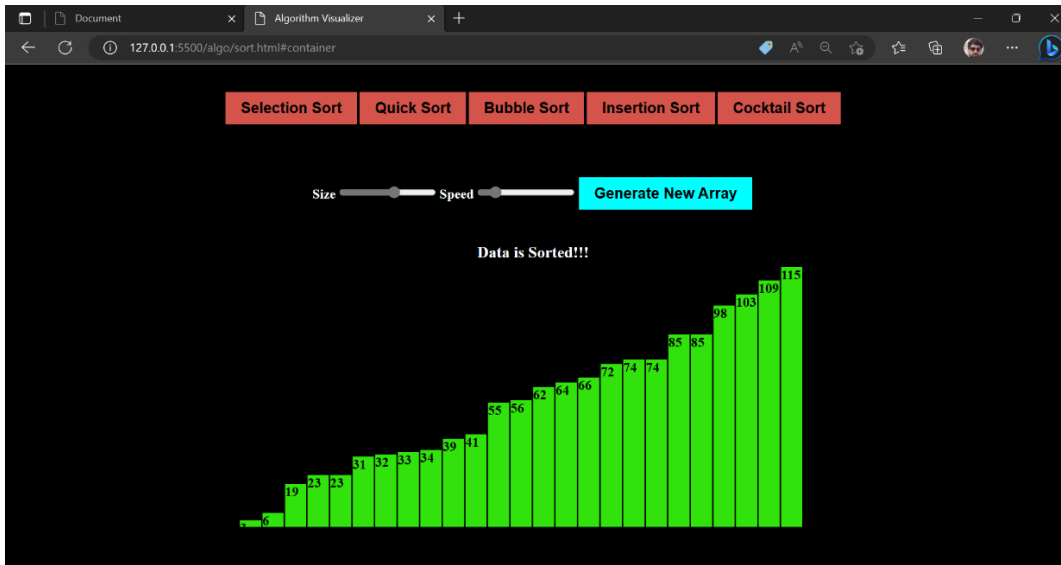 Document
Algorithm Visualizer
127.0.0.1:5500/algo/sort.html#container
Selection Sort Quick Sort Bubble Sort Insertion Sort Cocktail Sort
Size Speed Generate New Array
Data is Sorted!!!
6 19 23 23 31 32 33 34 39 41 55 56 62 64 66 72 74 74 85 85 98 103 109 115